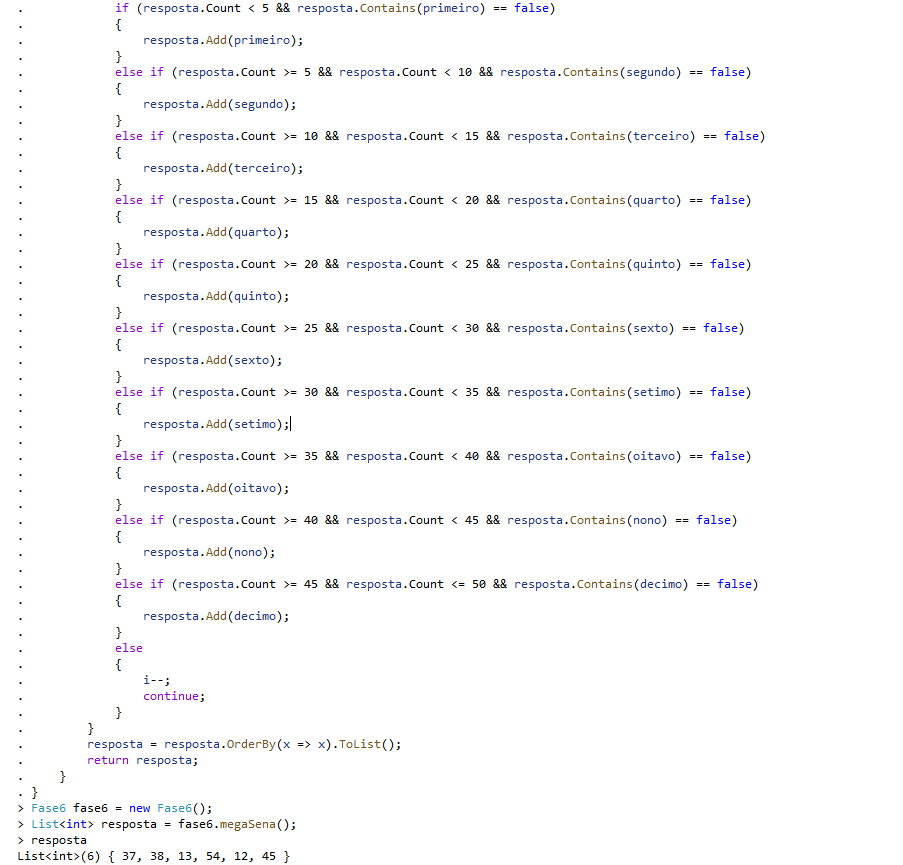 .             if (resposta.Count < 5 && resposta.Contains(primeiro) == false)
.             {
.                 resposta.Add(primeiro);
.             }
.             else if (resposta.Count >= 5 && resposta.Count < 10 && resposta.Contains(segundo) == false)
.             {
.                 resposta.Add(segundo);
.             }
.             else if (resposta.Count >= 10 && resposta.Count < 15 && resposta.Contains(terceiro) == false)
.             {
.                 resposta.Add(terceiro);
.             }
.             else if (resposta.Count >= 15 && resposta.Count < 20 && resposta.Contains(quarto) == false)
.             {
.                 resposta.Add(quarto);
.             }
.             else if (resposta.Count >= 20 && resposta.Count < 25 && resposta.Contains(quinto) == false)
.             {
.                 resposta.Add(quinto);
.             }
.             else if (resposta.Count >= 25 && resposta.Count < 30 && resposta.Contains(sexto) == false)
.             {
.                 resposta.Add(sexto);
.             }
.             else if (resposta.Count >= 30 && resposta.Count < 35 && resposta.Contains(setimo) == false)
.             {
.                 resposta.Add(setimo);
.             }
.             else if (resposta.Count >= 35 && resposta.Count < 40 && resposta.Contains(oitavo) == false)
.             {
.                 resposta.Add(oitavo);
.             }
.             else if (resposta.Count >= 40 && resposta.Count < 45 && resposta.Contains(nono) == false)
.             {
.                 resposta.Add(nono);
.             }
.             else if (resposta.Count >= 45 && resposta.Count <= 50 && resposta.Contains(decimo) == false)
.             {
.                 resposta.Add(decimo);
.             }
.             else
.             {
.                 i--;
.                 continue;
.             }
.         }
.         resposta = resposta.OrderBy(x => x).ToList();
.         return resposta;
.     }
. }
> Fase6 fase6 = new Fase6();
> List<int> resposta = fase6.megaSena();
> resposta
List<int>(6) { 37, 38, 13, 54, 12, 45 }